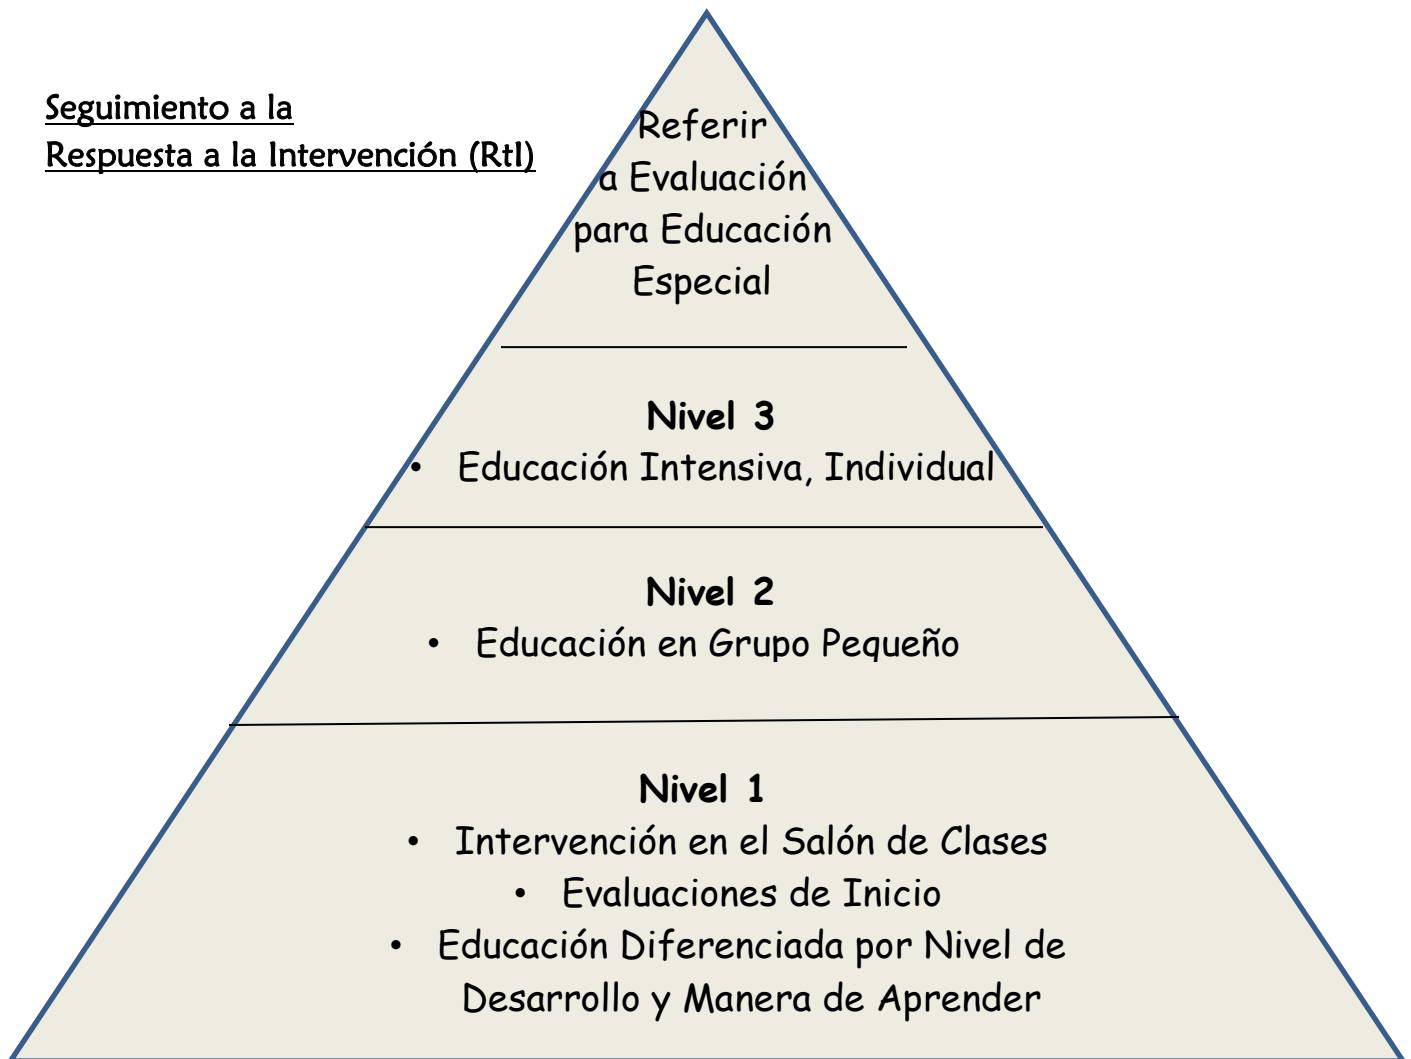 Seguimiento a la
Respuesta a la Intervención (RtI)
Referir
a Evaluación
para Educación
Especial
Nivel 3
• Educación Intensiva, Individual
Nivel 2
• Educación en Grupo Pequeño
Nivel 1
• Intervención en el Salón de Clases
• Evaluaciones de Inicio
• Educación Diferenciada por Nivel de
Desarrollo y Manera de Aprender